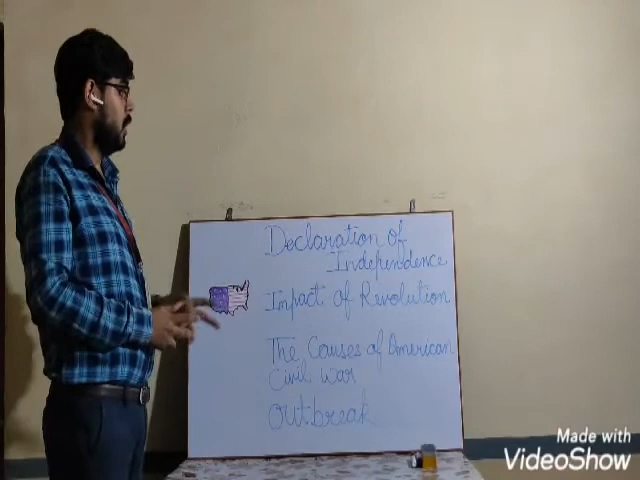 Declaration of
Independence
Impact of Revolution
The Causes of American
Civil war
Outbreak
Made with
VideoShow